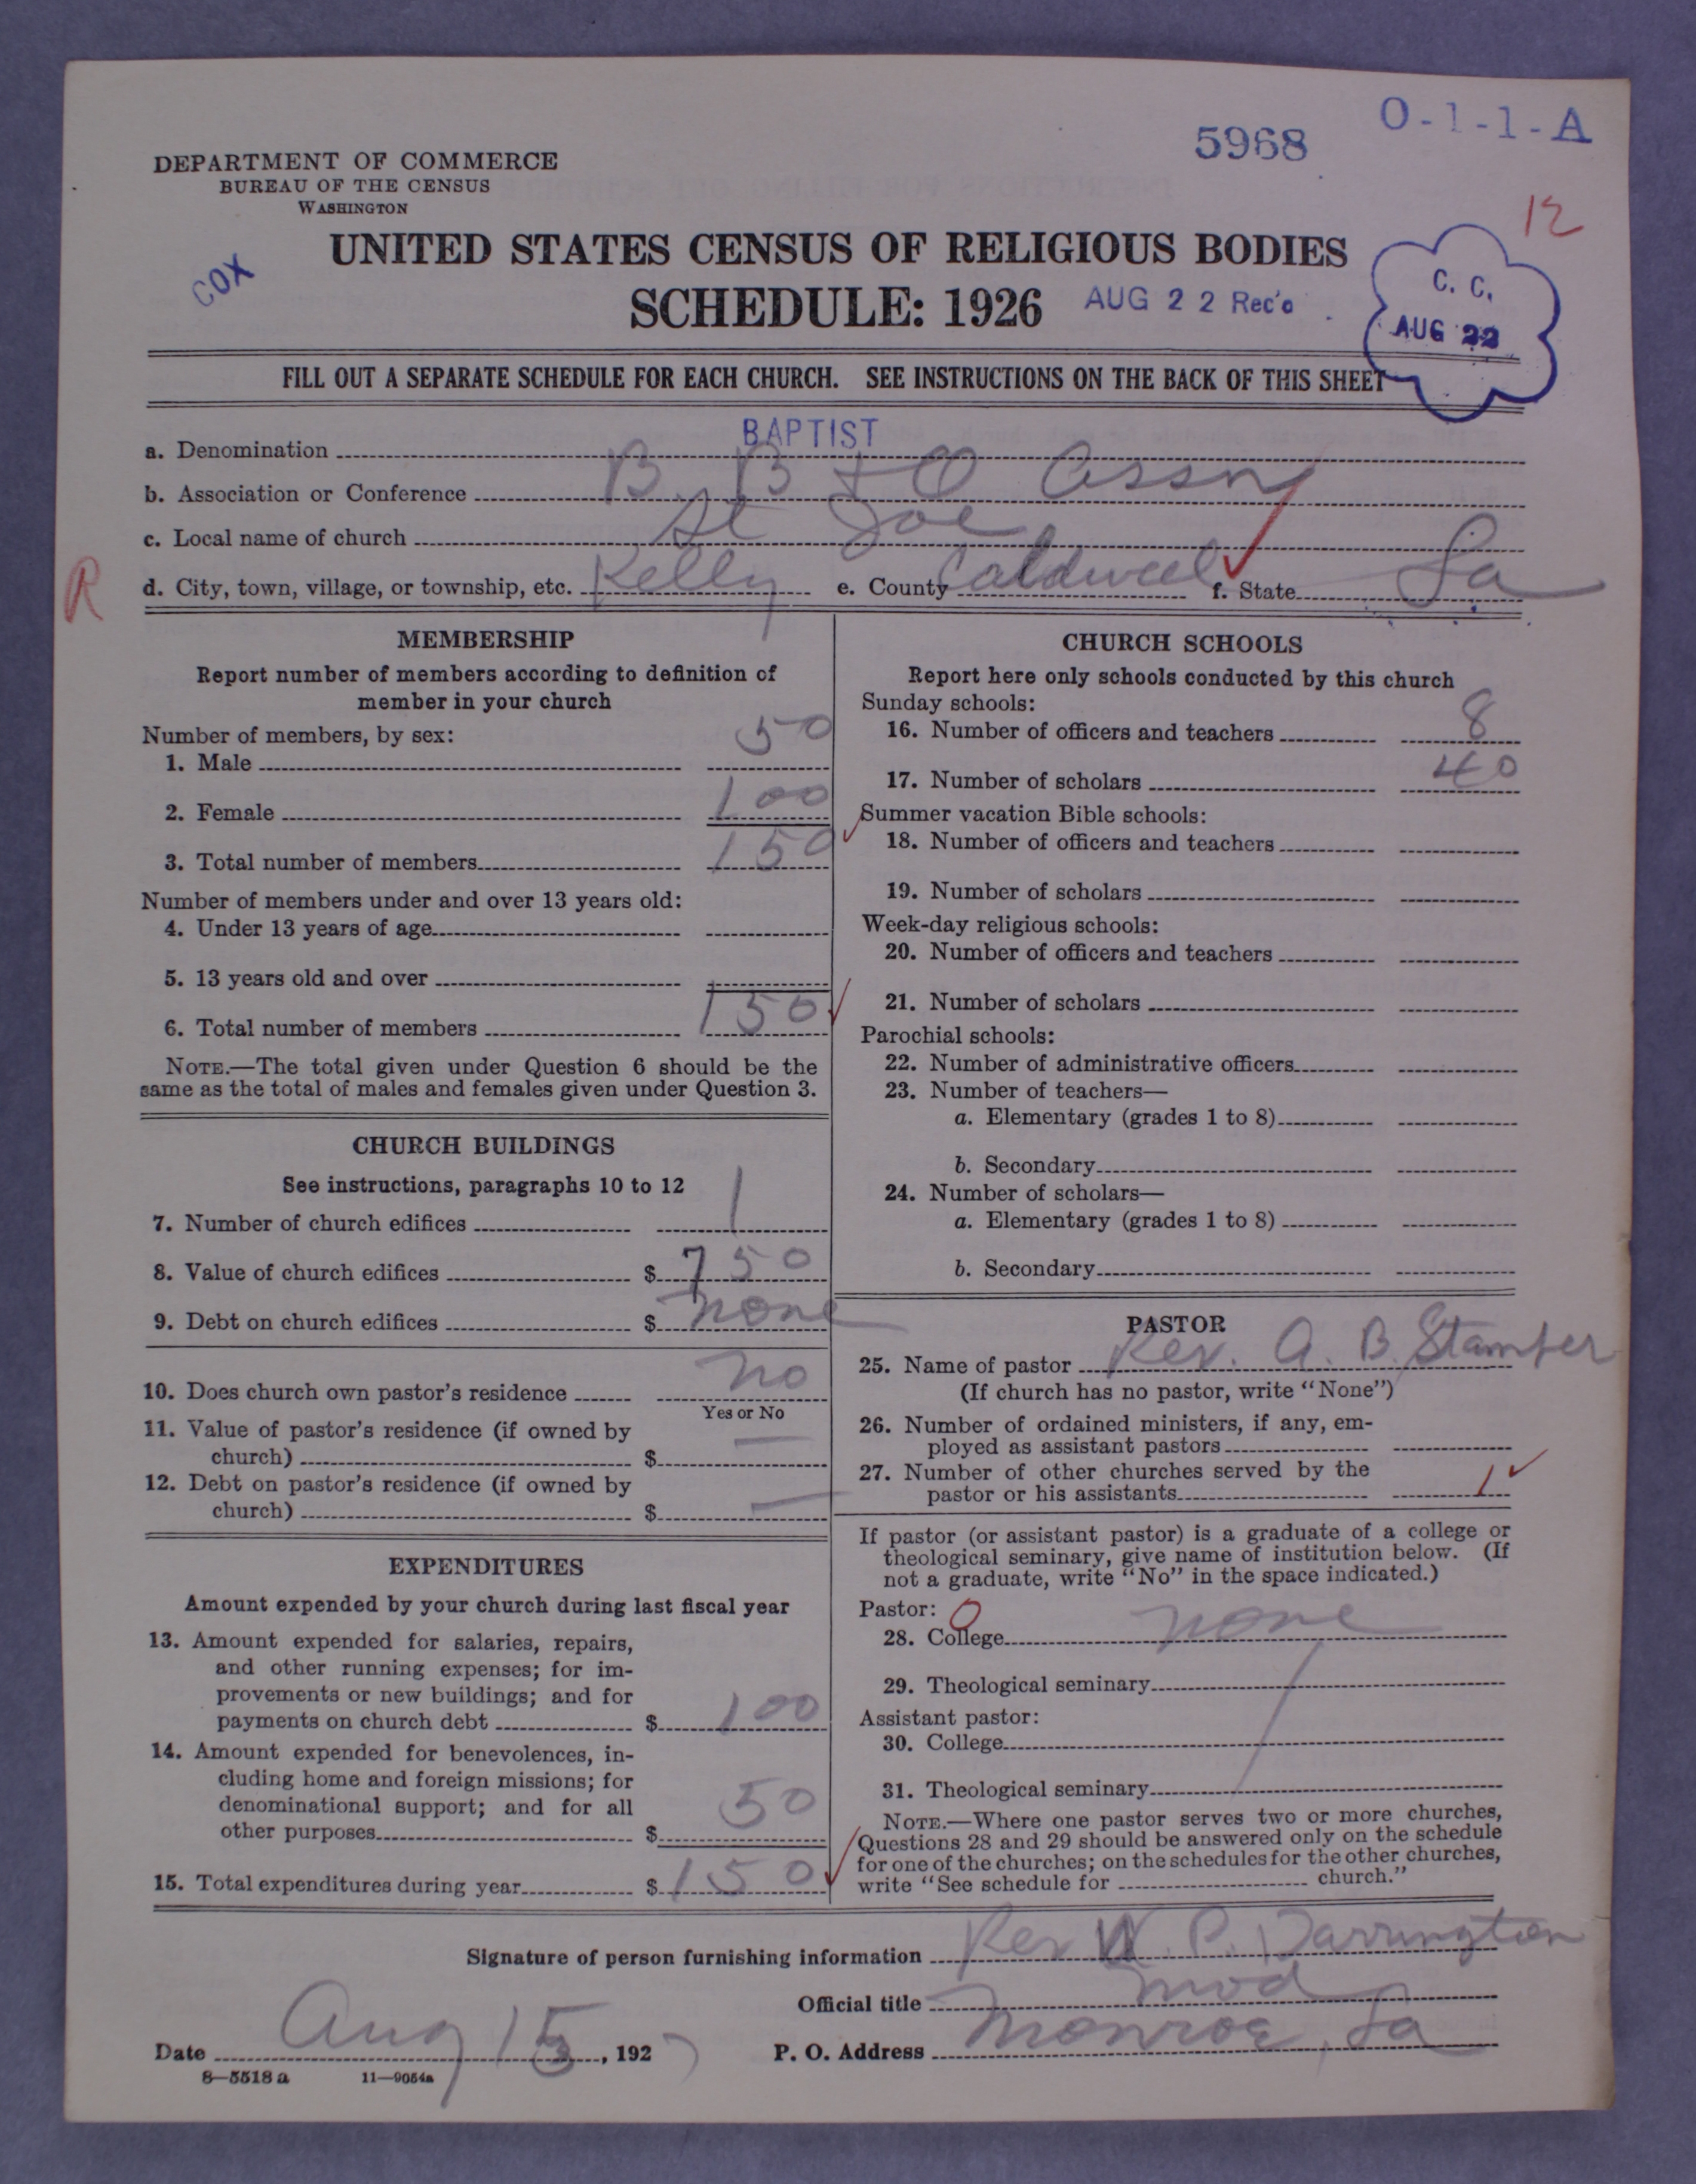 5968
O-1-1-A
DEPARTMENT OF COMMERCE
BUREAU OF THE CENSUS
WASHINGTON
12
COX
UNITED STATES CENSUS OF RELIGIOUS BODIES
SCHEDULE: 1926
AUG 22 Rec'd
C. C.
AUG 22
FILL OUT A SEPARATE SCHEDULE FOR EACH CHURCH. SEE INSTRUCTIONS ON THE BACK OF THIS SHEET
a. Denomination BAPTIST
b. Association or Conference B. B & O Assn
c. Local name of church St Joe
R
d. City, town, village, or township, etc. Kelly e. County Caldwell f. State La
MEMBERSHIP
Report number of members according to definition of
member in your church
Number of members, by sex:
1. Male 50
2. Female 100
3. Total number of members 150
Number of members under and over 13 years old:
4. Under 13 years of age
5. 13 years old and over
6. Total number of members 150
NOTE.—The total given under Question 6 should be the
same as the total of males and females given under Question 3.
CHURCH BUILDINGS
See instructions, paragraphs 10 to 12
7. Number of church edifices 1
8. Value of church edifices $ 750
9. Debt on church edifices $ none
10. Does church own pastor's residence no
Yes or No
11. Value of pastor's residence (if owned by
church) $ —
12. Debt on pastor's residence (if owned by
church) $ —
EXPENDITURES
Amount expended by your church during last fiscal year
13. Amount expended for salaries, repairs,
and other running expenses; for im-
provements or new buildings; and for
payments on church debt $ 100
14. Amount expended for benevolences, in-
cluding home and foreign missions; for
denominational support; and for all
other purposes $ 50
15. Total expenditures during year $ 150
CHURCH SCHOOLS
Report here only schools conducted by this church
Sunday schools:
16. Number of officers and teachers 8
17. Number of scholars 40
Summer vacation Bible schools:
18. Number of officers and teachers
19. Number of scholars
Week-day religious schools:
20. Number of officers and teachers
21. Number of scholars
Parochial schools:
22. Number of administrative officers
23. Number of teachers—
a. Elementary (grades 1 to 8)
b. Secondary
24. Number of scholars—
a. Elementary (grades 1 to 8)
b. Secondary
PASTOR
25. Name of pastor Rev. A. B. Stamper
(If church has no pastor, write "None")
26. Number of ordained ministers, if any, em-
ployed as assistant pastors
27. Number of other churches served by the
pastor or his assistants 1
If pastor (or assistant pastor) is a graduate of a college or
theological seminary, give name of institution below. (If
not a graduate, write "No" in the space indicated.)
Pastor: 0
28. College none
29. Theological seminary
Assistant pastor:
30. College
31. Theological seminary
NOTE.—Where one pastor serves two or more churches,
Questions 28 and 29 should be answered only on the schedule
for one of the churches; on the schedules for the other churches,
write "See schedule for church."
Signature of person furnishing information Rev W. P. Darrington
Official title Mod
Date Aug 15, 1927 P. O. Address Monroe, La
8—5518a 11—9054a